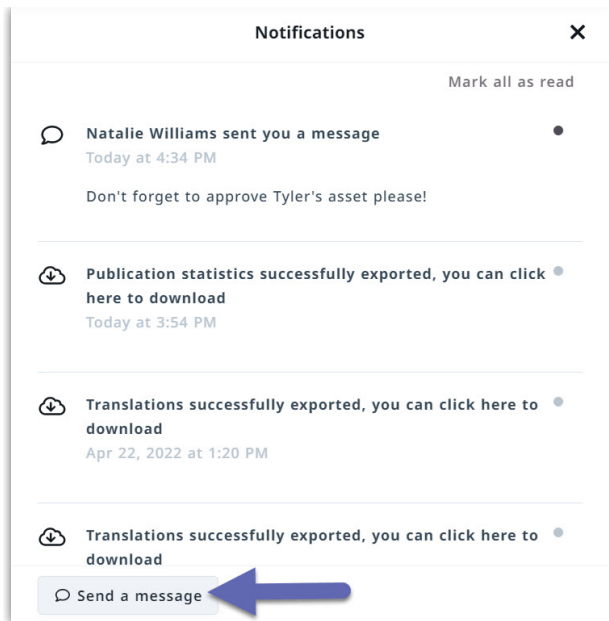 Notifications
Mark all as read
Natalie Williams sent you a message
Today at 4:34 PM
Don't forget to approve Tyler's asset please!
Publication statistics successfully exported, you can click
here to download
Today at 3:54 PM
Translations successfully exported, you can click here to
download
Apr 22, 2022 at 1:20 PM
Translations successfully exported, you can click here to
download
Send a message